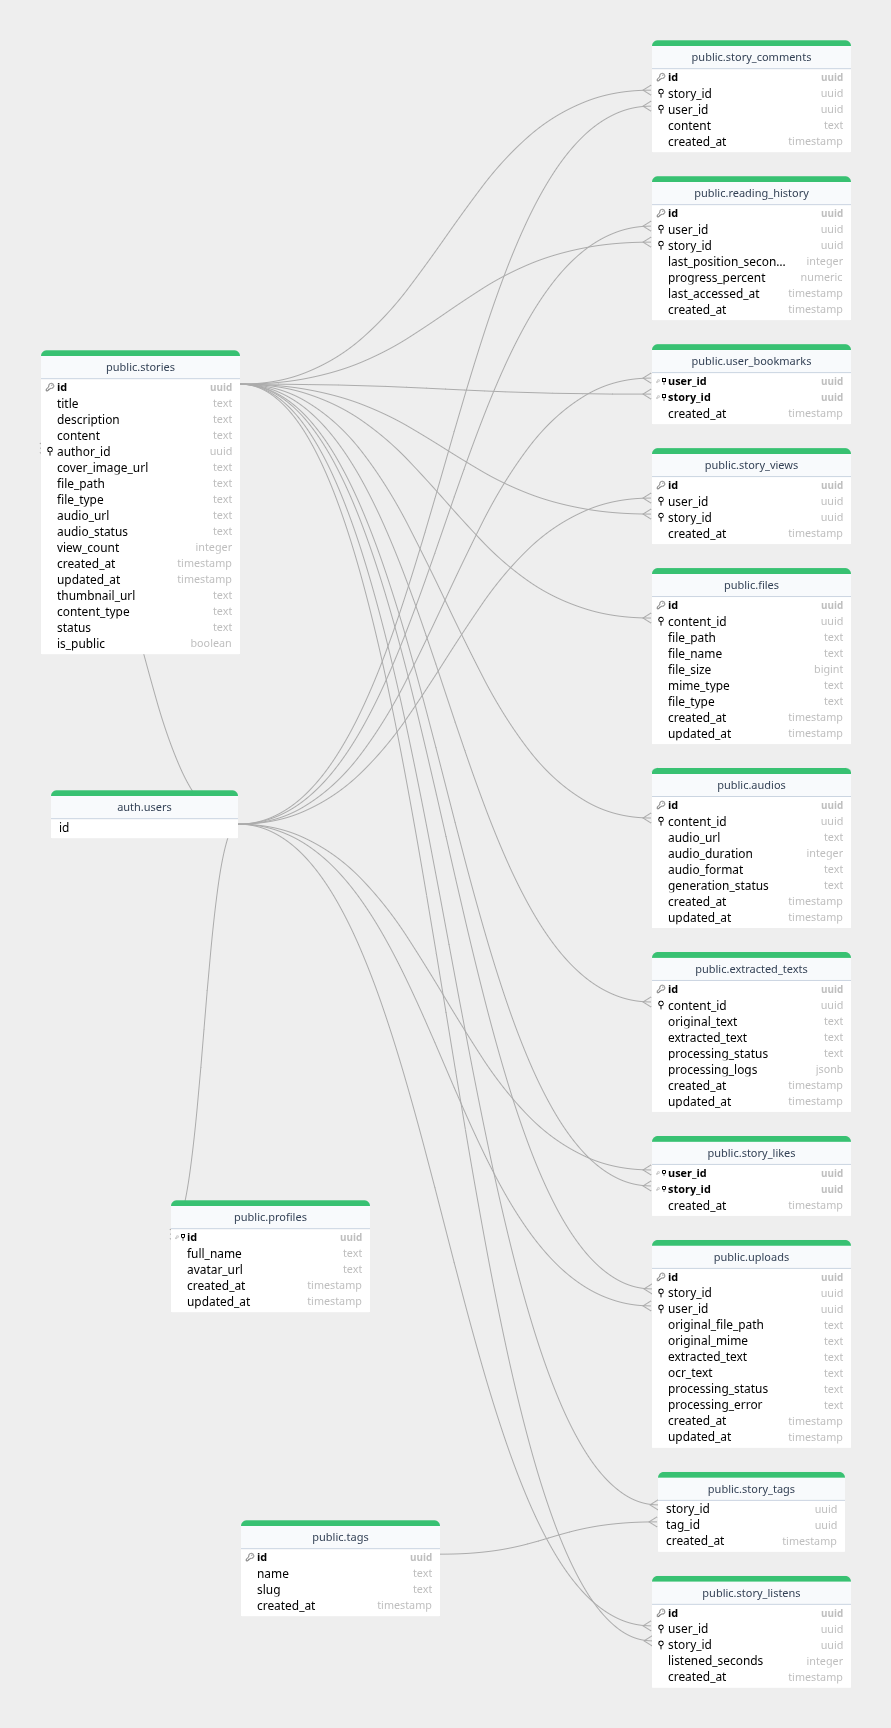 public.story_comments
id uuid
story_id uuid
user_id uuid
content text
created_at timestamp
public.reading_history
id uuid
user_id uuid
story_id uuid
last_position_secon... integer
progress_percent numeric
last_accessed_at timestamp
created_at timestamp
public.user_bookmarks
user_id uuid
story_id uuid
created_at timestamp
public.stories
id uuid
title text
description text
content text
author_id uuid
cover_image_url text
file_path text
file_type text
audio_url text
audio_status text
view_count integer
created_at timestamp
updated_at timestamp
thumbnail_url text
content_type text
status text
is_public boolean
public.story_views
id uuid
user_id uuid
story_id uuid
created_at timestamp
public.files
id uuid
content_id uuid
file_path text
file_name text
file_size bigint
mime_type text
file_type text
created_at timestamp
updated_at timestamp
auth.users
id
public.audios
id uuid
content_id uuid
audio_url text
audio_duration integer
audio_format text
generation_status text
created_at timestamp
updated_at timestamp
public.extracted_texts
id uuid
content_id uuid
original_text text
extracted_text text
processing_status text
processing_logs jsonb
created_at timestamp
updated_at timestamp
public.story_likes
user_id uuid
story_id uuid
created_at timestamp
public.profiles
id uuid
full_name text
avatar_url text
created_at timestamp
updated_at timestamp
public.uploads
id uuid
story_id uuid
user_id uuid
original_file_path text
original_mime text
extracted_text text
ocr_text text
processing_status text
processing_error text
created_at timestamp
updated_at timestamp
public.story_tags
story_id uuid
tag_id uuid
created_at timestamp
public.tags
id uuid
name text
slug text
created_at timestamp
public.story_listens
id uuid
user_id uuid
story_id uuid
listened_seconds integer
created_at timestamp